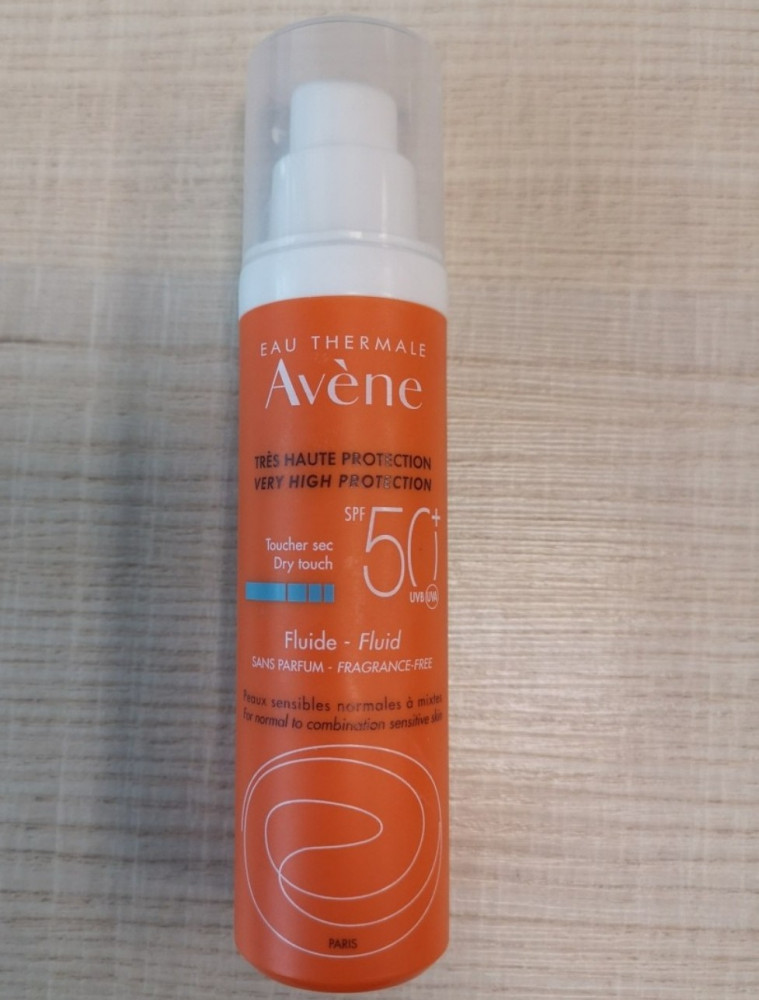 EAU THERMALE
Avène
TRÈS HAUTE PROTECTION
VERY HIGH PROTECTION
SPF 50+
Toucher sec
Dry touch
UVB UVA
Fluide - Fluid
SANS PARFUM - FRAGRANCE-FREE
Peaux sensibles normales à mixtes
For normal to combination sensitive skin
PARIS